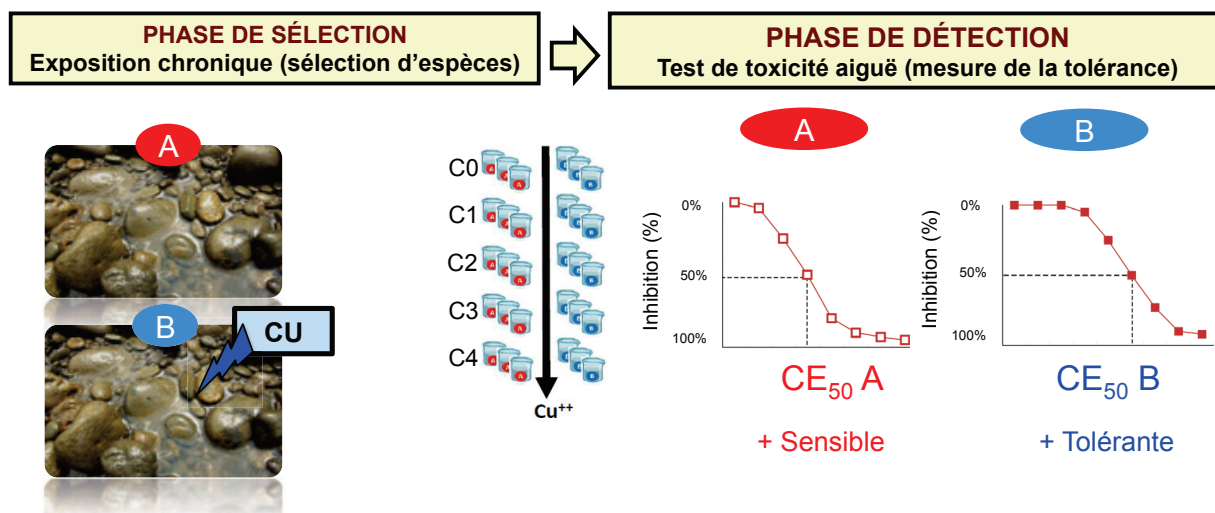 PHASE DE SÉLECTION
Exposition chronique (sélection d'espèces)
PHASE DE DÉTECTION
Test de toxicité aiguë (mesure de la tolérance)
A
B
CU
C0
C1
C2
C3
C4
A A A
A A A
A A A
A A A
A A A
B
B
B
B
B
Cu++
A
Inhibition (%)
0%
50%
100%
CE50 A
+ Sensible
B
Inhibition (%)
0%
50%
100%
CE50 B
+ Tolérante